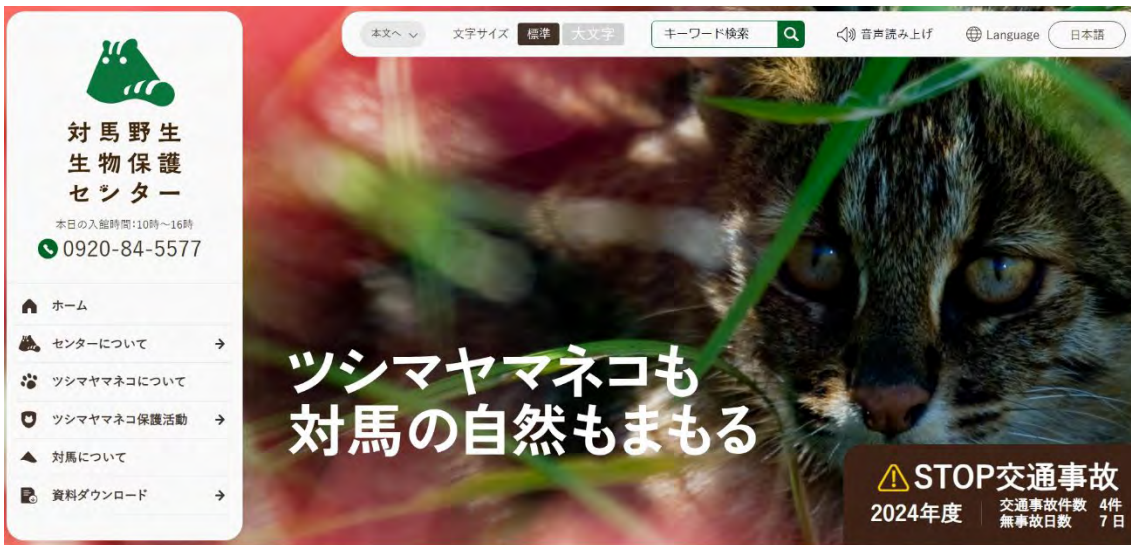 対馬野生
生物保護
センター
本日の入館時間:10時～16時
0920-84-5577
ホーム
センターについて
ツシマヤマネコについて
ツシマヤマネコ保護活動
対馬について
資料ダウンロード
本文へ
文字サイズ 標準 大文字
キーワード検索
音声読み上げ
Language 日本語
ツシマヤマネコも
対馬の自然もまもる
STOP交通事故
2024年度
交通事故件数 4件
無事故日数 7日